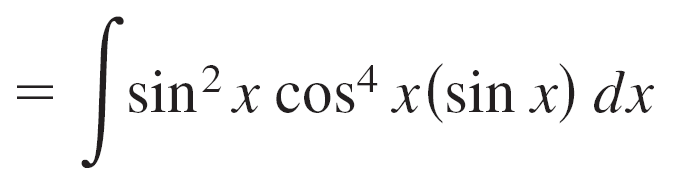 = ∫ sin² x cos⁴ x(sin x) dx